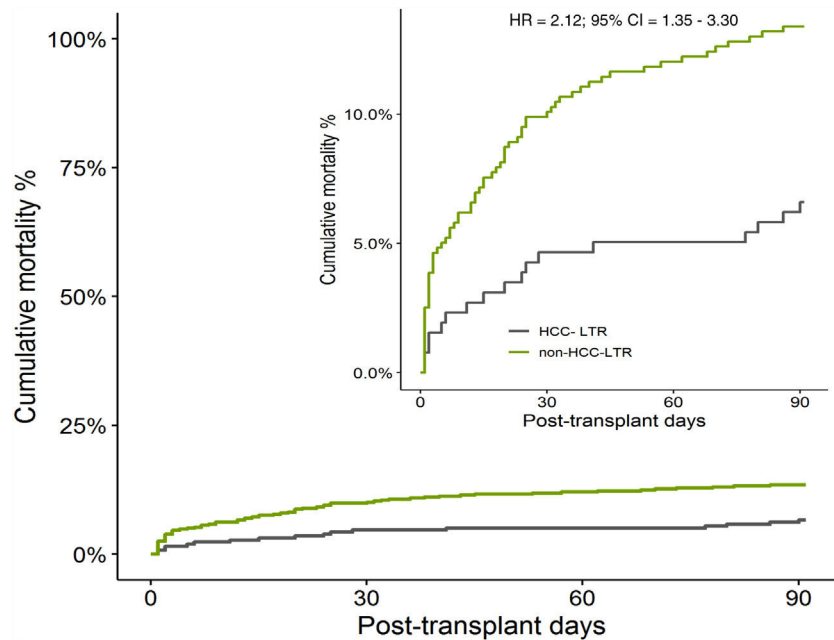 HR = 2.12; 95% CI = 1.35 - 3.30
Cumulative mortality %
10.0%
5.0%
0.0%
HCC- LTR
non-HCC-LTR
0
30
60
90
Post-transplant days
Cumulative mortality %
100%
75%
50%
25%
0%
0
30
60
90
Post-transplant days